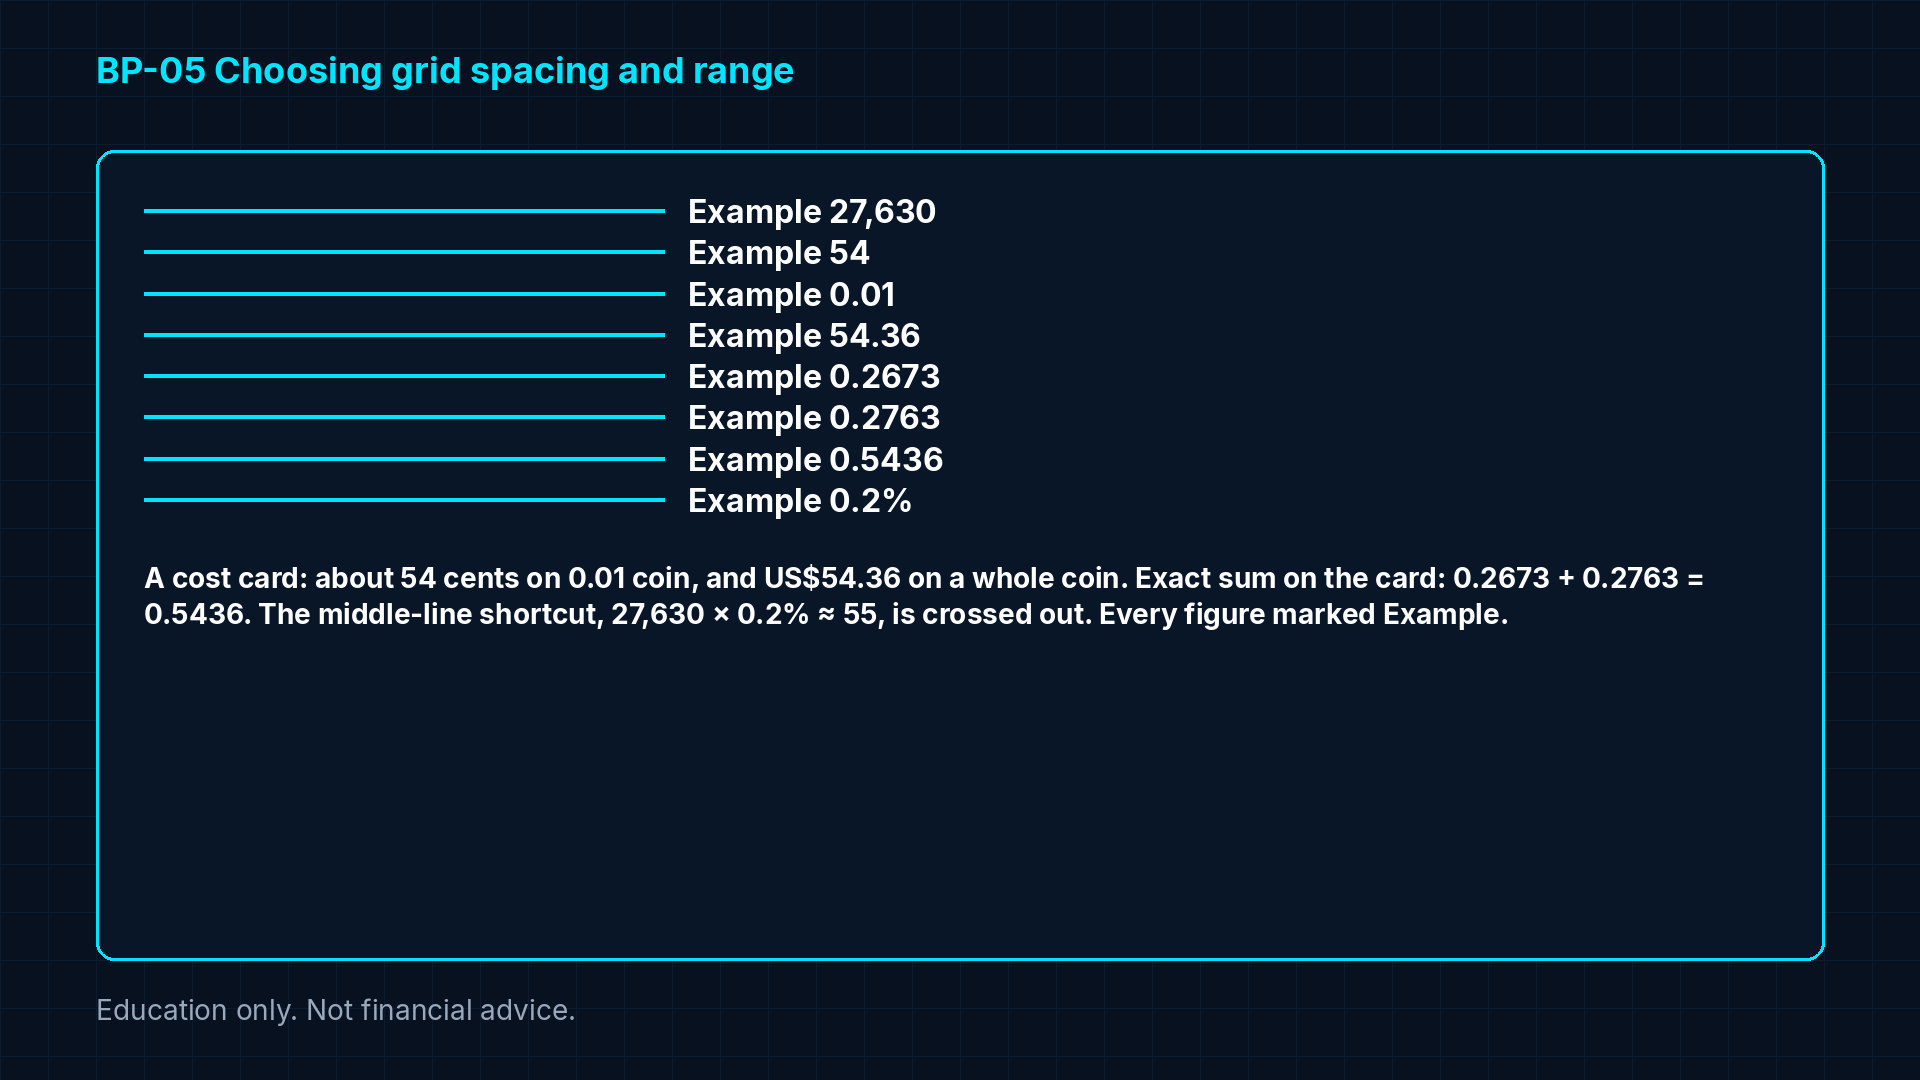 BP-05 Choosing grid spacing and range
Example 27,630
Example 54
Example 0.01
Example 54.36
Example 0.2673
Example 0.2763
Example 0.5436
Example 0.2%
A cost card: about 54 cents on 0.01 coin, and US$54.36 on a whole coin. Exact sum on the card: 0.2673 + 0.2763 =
0.5436. The middle-line shortcut, 27,630 × 0.2% ≈ 55, is crossed out. Every figure marked Example.
Education only. Not financial advice.